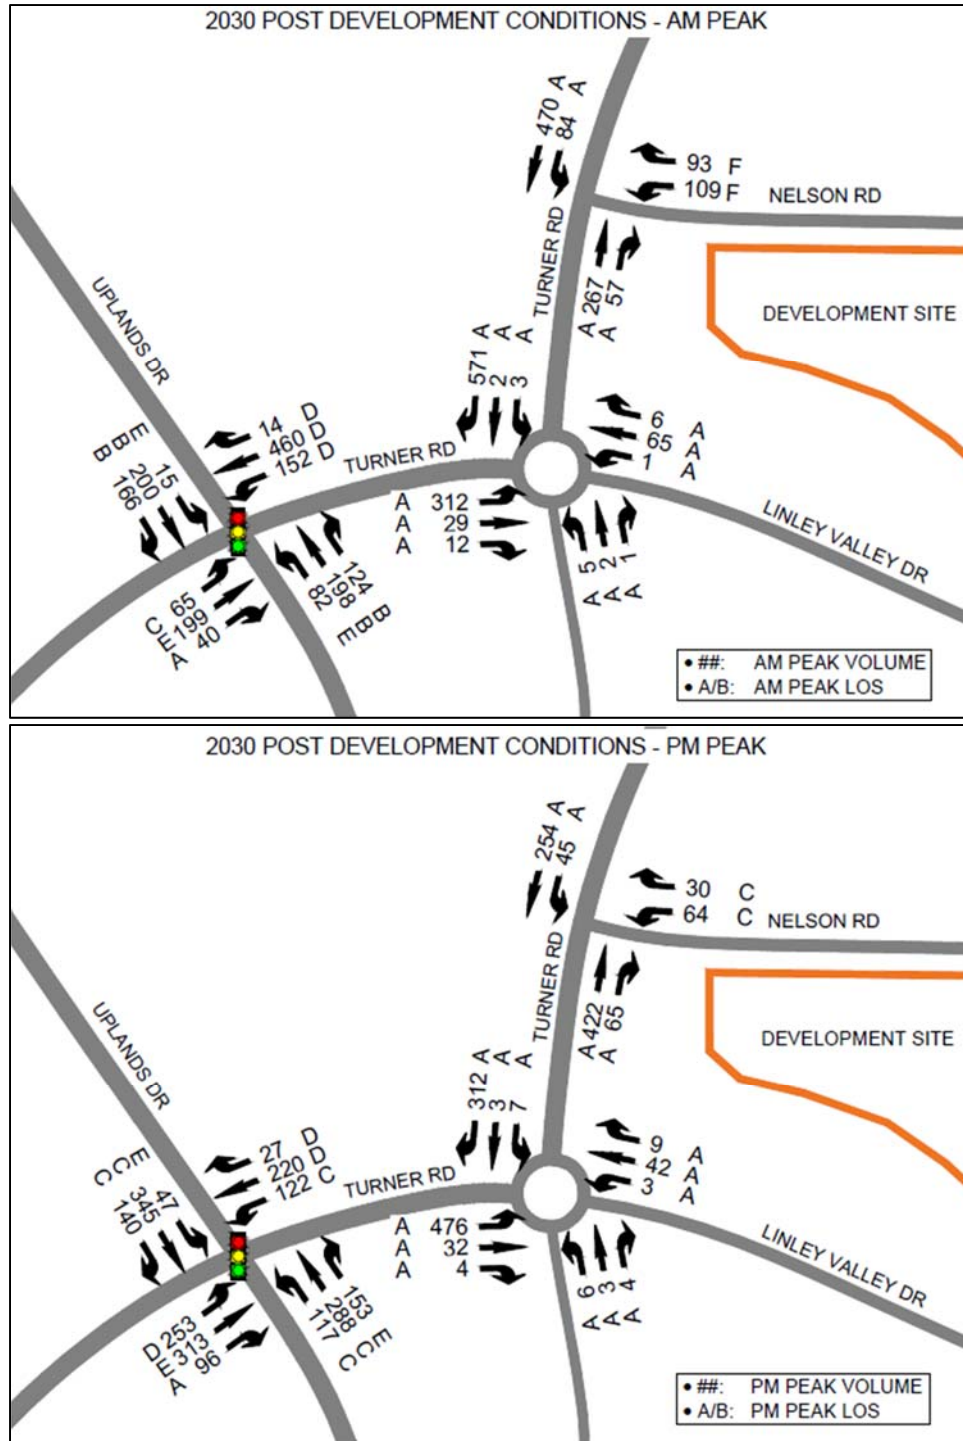 2030 POST DEVELOPMENT CONDITIONS - AM PEAK
470 A
84 A
93 F
109 F
NELSON RD
TURNER RD
A 267
A 57
DEVELOPMENT SITE
UPLANDS DR
571 A
2 A
3 A
14 D
460 D
152 D
TURNER RD
6 A
65 A
1 A
E 15
B 200
B 166
A 312
A 29
A 12
LINLEY VALLEY DR
C 65
E 199
A 40
124 B
198 B
82 E
A 5
A 2
A 1
• ##: AM PEAK VOLUME
• A/B: AM PEAK LOS
2030 POST DEVELOPMENT CONDITIONS - PM PEAK
254 A
45 A
30 C
64 C
NELSON RD
TURNER RD
A 422
A 65
DEVELOPMENT SITE
UPLANDS DR
312 A
3 A
7 A
27 D
220 D
122 C
TURNER RD
9 A
42 A
3 A
E 47
C 345
C 140
A 476
A 32
A 4
LINLEY VALLEY DR
D 253
E 313
A 96
153 E
288 C
117 C
A 6
A 3
A 4
• ##: PM PEAK VOLUME
• A/B: PM PEAK LOS